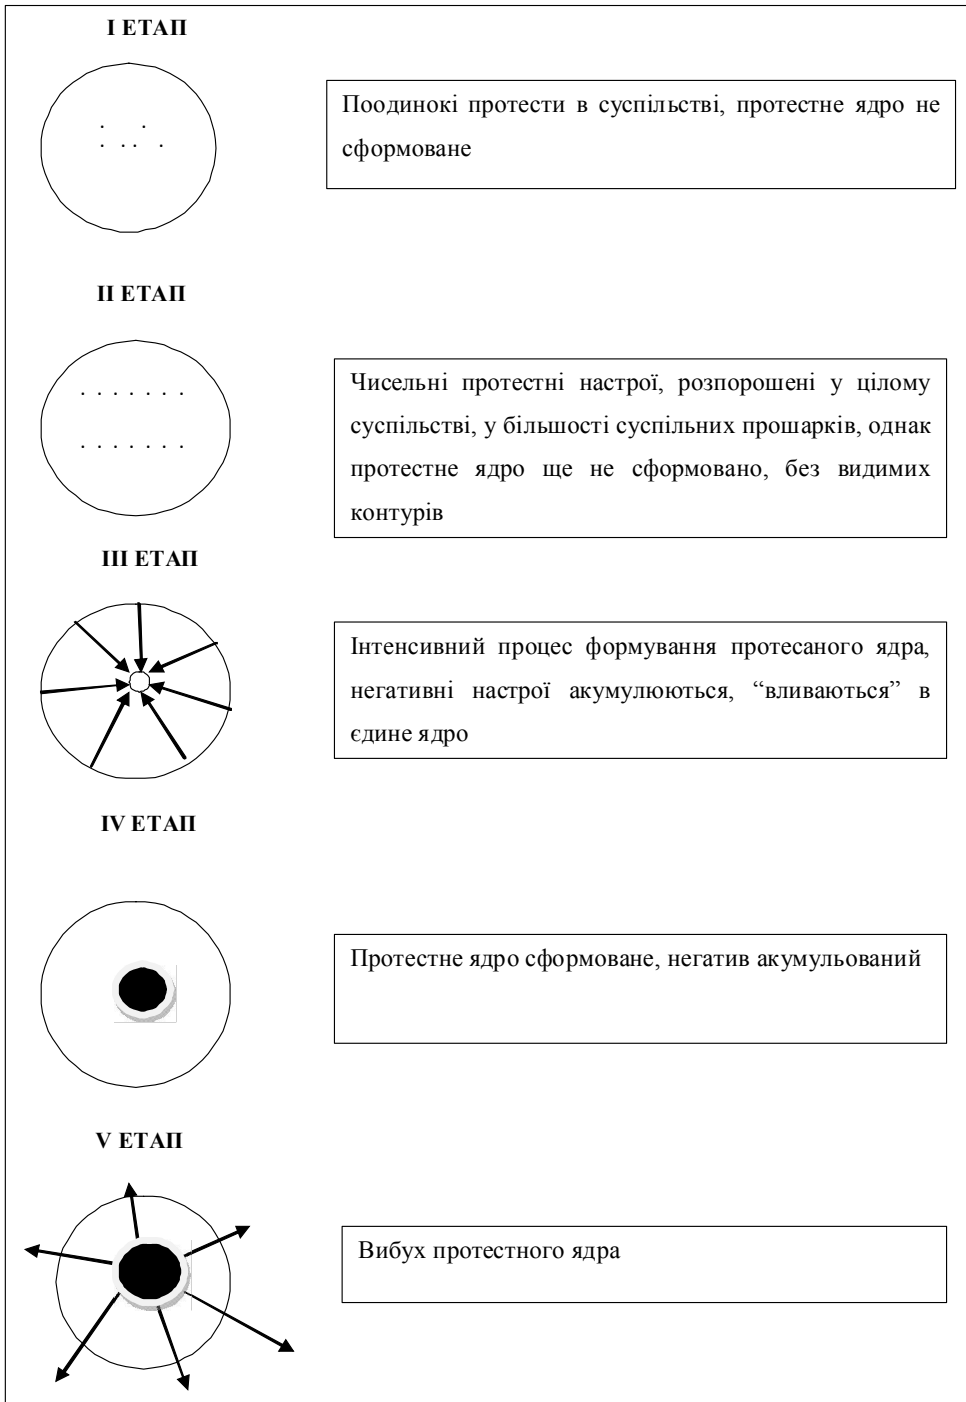 І ЕТАП
Поодинокі протести в суспільстві, протестне ядро не
сформоване
ІІ ЕТАП
Чисельні протестні настрої, розпорошені у цілому
суспільстві, у більшості суспільних прошарків, однак
протестне ядро ще не сформовано, без видимих
контурів
ІІІ ЕТАП
Інтенсивний процес формування протесаного ядра,
негативні настрої акумулюються, “вливаються” в
єдине ядро
IV ЕТАП
Протестне ядро сформоване, негатив акумульований
V ЕТАП
Вибух протестного ядра